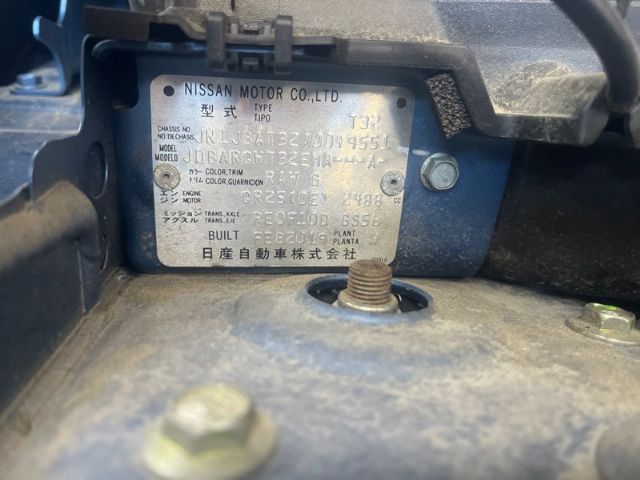 NISSAN MOTOR CO.,LTD.
型式 TYPE TIPO T32
CHASSIS NO. NO DE CHASSIS
MODEL MODELO
カラー トリム COLOR,TRIM COLOR,GUARNICION RAW G
エンジン ENGINE MOTOR QR25(DE) 2488 cc
ミッション アクスル TRANS.,AXLE TRANS.,EJE RE0F10D GS56
BUILT FEB2019 PLANT PLANTA
日産自動車株式会社